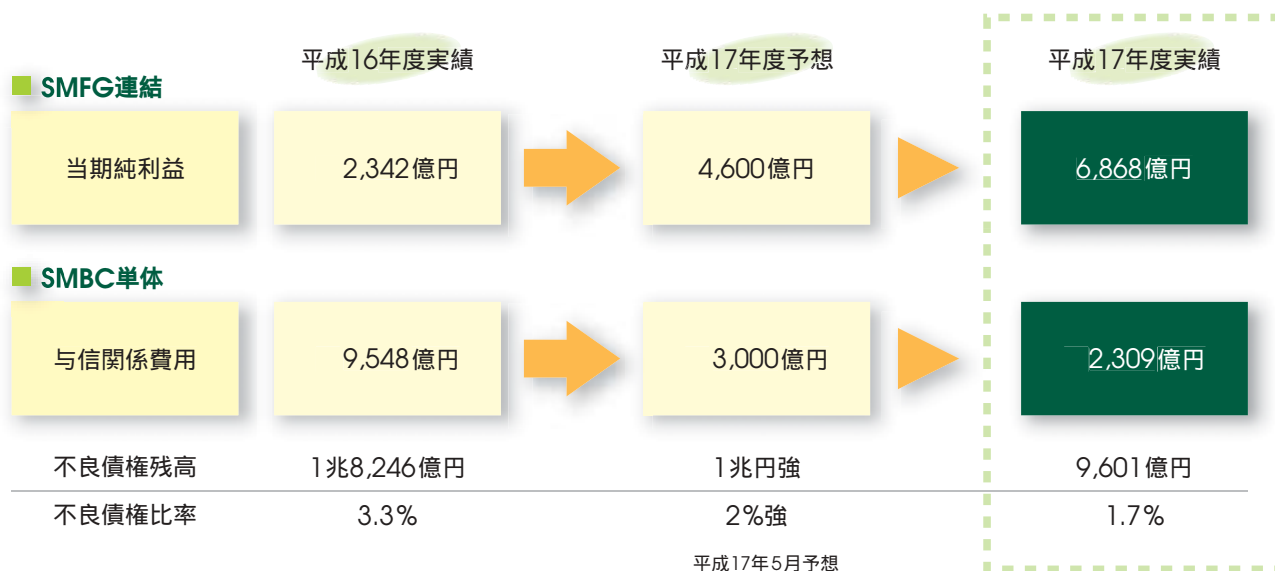 平成16年度実績 平成17年度予想 平成17年度実績
SMFG連結
当期純利益 2,342億円 4,600億円 6,868億円
SMBC単体
与信関係費用 9,548億円 3,000億円 2,309億円
不良債権残高 1兆8,246億円 1兆円強 9,601億円
不良債権比率 3.3% 2%強 1.7%
平成17年5月予想